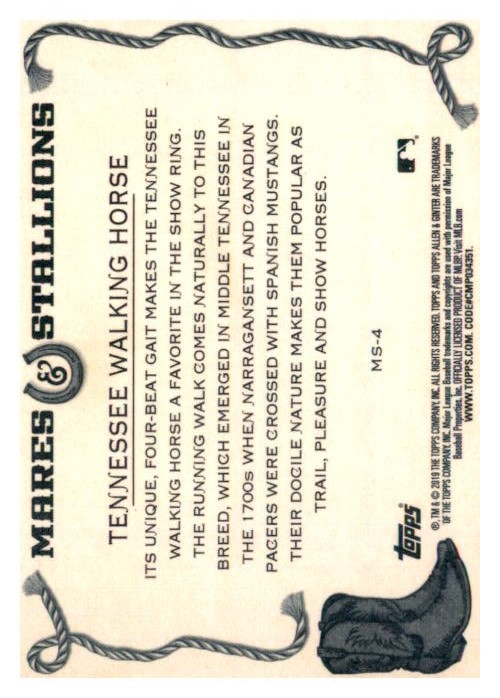 MARES & STALLIONS
TENNESSEE WALKING HORSE
ITS UNIQUE, FOUR-BEAT GAIT MAKES THE TENNESSEE
WALKING HORSE A FAVORITE IN THE SHOW RING.
THE RUNNING WALK COMES NATURALLY TO THIS
BREED, WHICH EMERGED IN MIDDLE TENNESSEE IN
THE 1700s WHEN NARRAGANSETT AND CANADIAN
PACERS WERE CROSSED WITH SPANISH MUSTANGS.
THEIR DOCILE NATURE MAKES THEM POPULAR AS
TRAIL, PLEASURE AND SHOW HORSES.
MS-4
topps
®, TM & © 2019 THE TOPPS COMPANY, INC. ALL RIGHTS RESERVED. TOPPS AND TOPPS ALLEN & GINTER ARE TRADEMARKS
OF THE TOPPS COMPANY, INC. Major League Baseball trademarks and copyrights are used with permission of Major League
Baseball Properties, Inc. OFFICIALLY LICENSED PRODUCT OF MLBP. Visit MLB.com
WWW.TOPPS.COM. CODE#CMP034351.